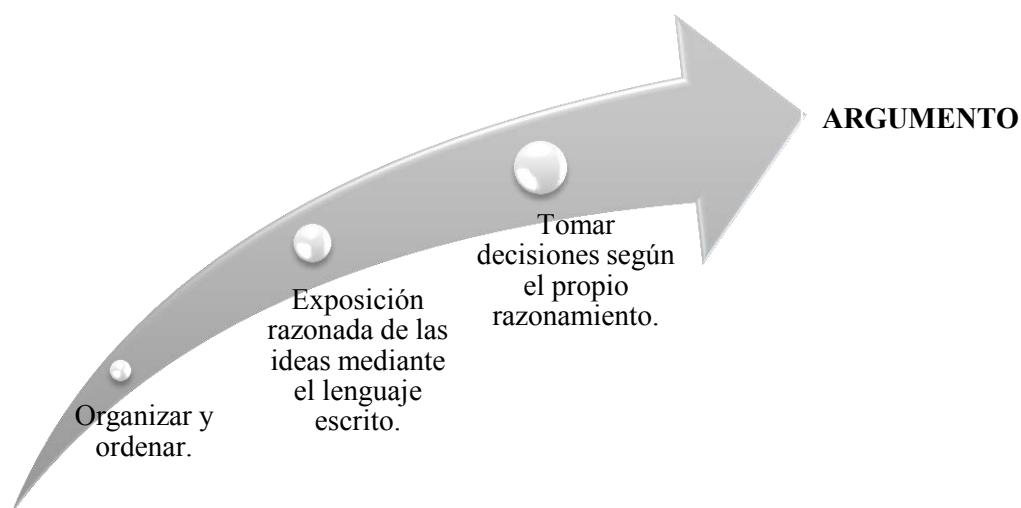 ARGUMENTO
Tomar
decisiones según
el propio
razonamiento.
Exposición
razonada de las
ideas mediante
el lenguaje
escrito.
Organizar y
ordenar.